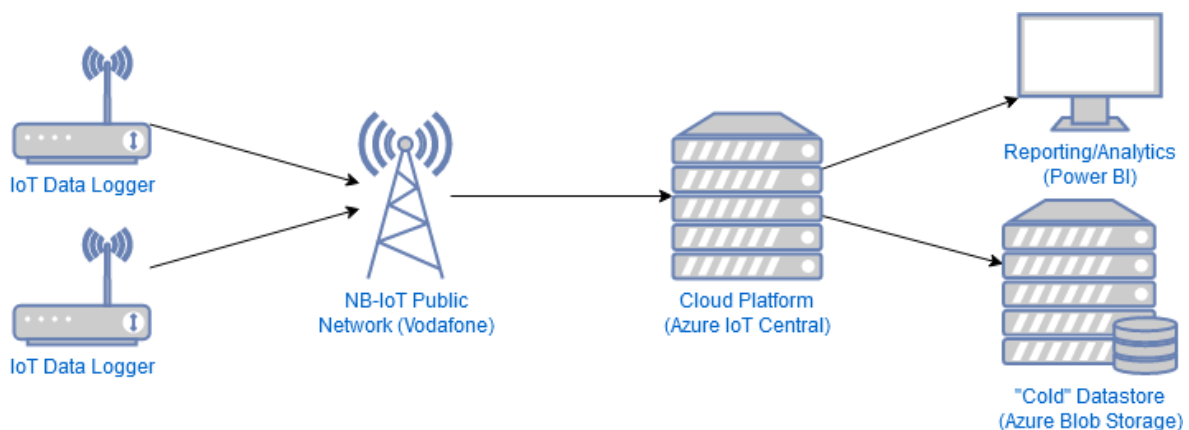 IoT Data Logger
IoT Data Logger
NB-IoT Public
Network (Vodafone)
Cloud Platform
(Azure IoT Central)
Reporting/Analytics
(Power BI)
"Cold" Datastore
(Azure Blob Storage)